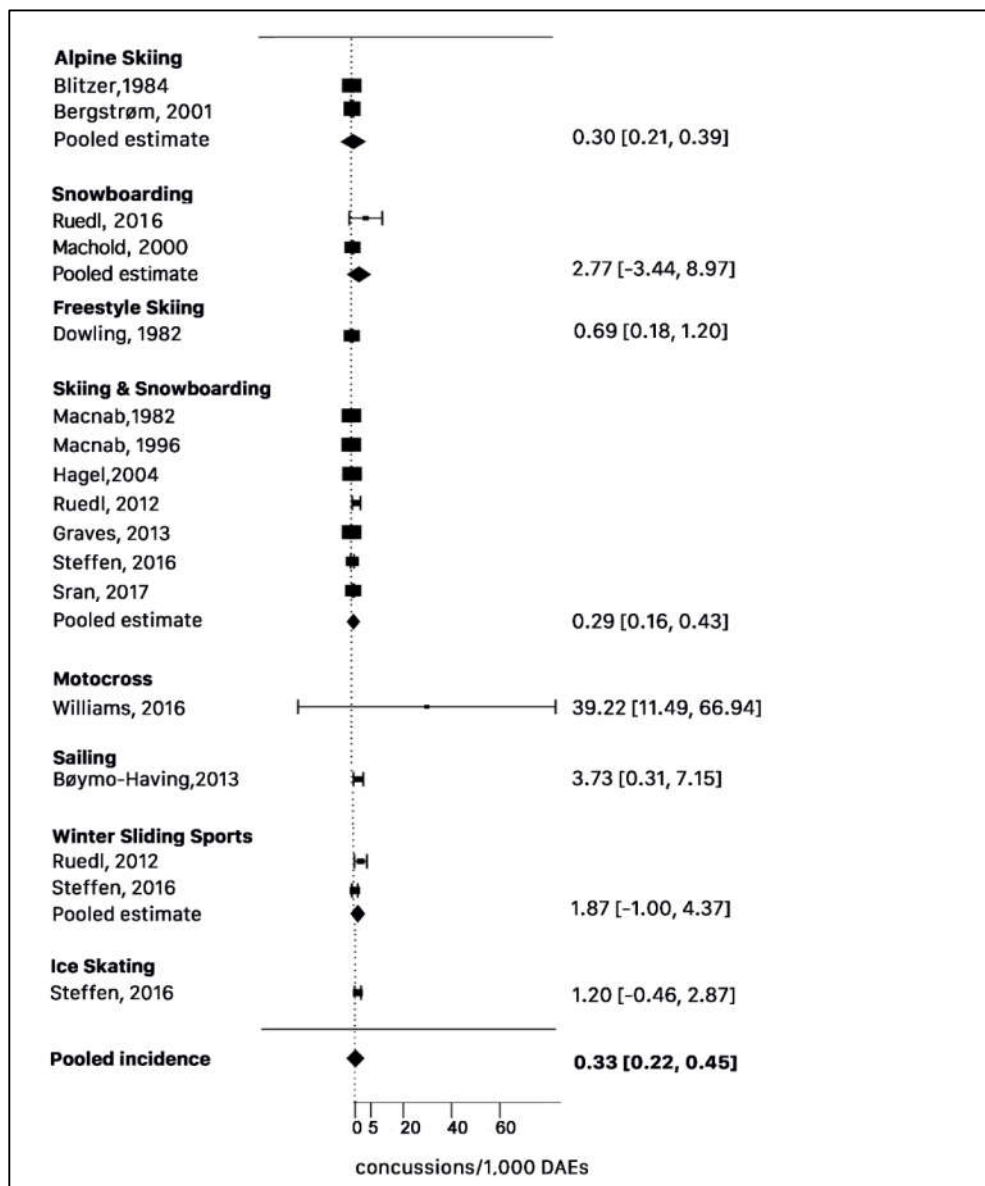 Alpine Skiing
Blitzer,1984
Bergstrøm, 2001
Pooled estimate 0.30 [0.21, 0.39]
Snowboarding
Ruedl, 2016
Machold, 2000
Pooled estimate 2.77 [-3.44, 8.97]
Freestyle Skiing
Dowling, 1982 0.69 [0.18, 1.20]
Skiing & Snowboarding
Macnab,1982
Macnab, 1996
Hagel,2004
Ruedl, 2012
Graves, 2013
Steffen, 2016
Sran, 2017
Pooled estimate 0.29 [0.16, 0.43]
Motocross
Williams, 2016 39.22 [11.49, 66.94]
Sailing
Bøymo-Having,2013 3.73 [0.31, 7.15]
Winter Sliding Sports
Ruedl, 2012
Steffen, 2016
Pooled estimate 1.87 [-1.00, 4.37]
Ice Skating
Steffen, 2016 1.20 [-0.46, 2.87]
Pooled incidence 0.33 [0.22, 0.45]
0 5 20 40 60
concussions/1,000 DAEs